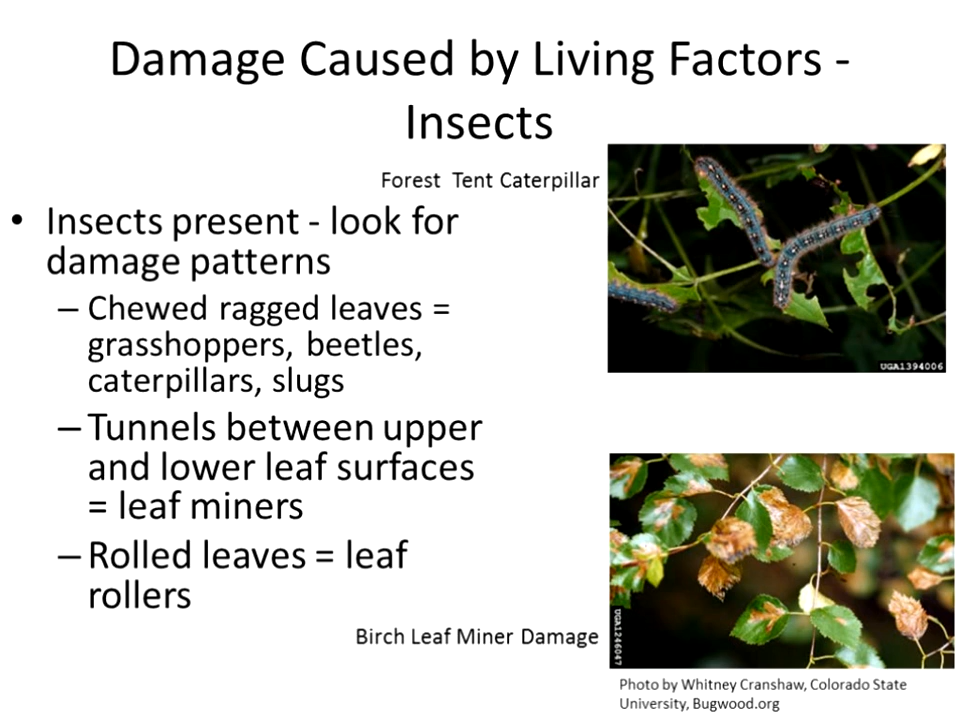 Damage Caused by Living Factors -
Insects
Forest Tent Caterpillar
• Insects present - look for
damage patterns
– Chewed ragged leaves =
grasshoppers, beetles,
caterpillars, slugs
– Tunnels between upper
and lower leaf surfaces
= leaf miners
– Rolled leaves = leaf
rollers
UGA1394006
Birch Leaf Miner Damage
UGA1246047
Photo by Whitney Cranshaw, Colorado State
University, Bugwood.org